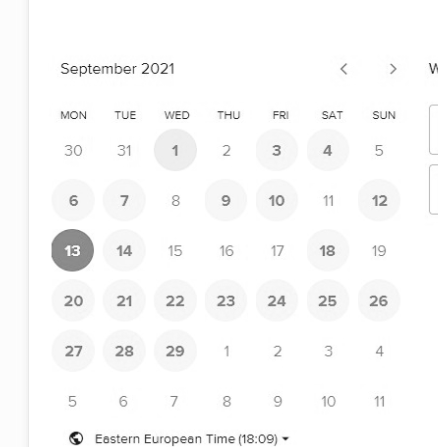 September 2021
W
MON TUE WED THU FRI SAT SUN
30 31 1 2 3 4 5
6 7 8 9 10 11 12
13 14 15 16 17 18 19
20 21 22 23 24 25 26
27 28 29 1 2 3 4
5 6 7 8 9 10 11
Eastern European Time (18:09)